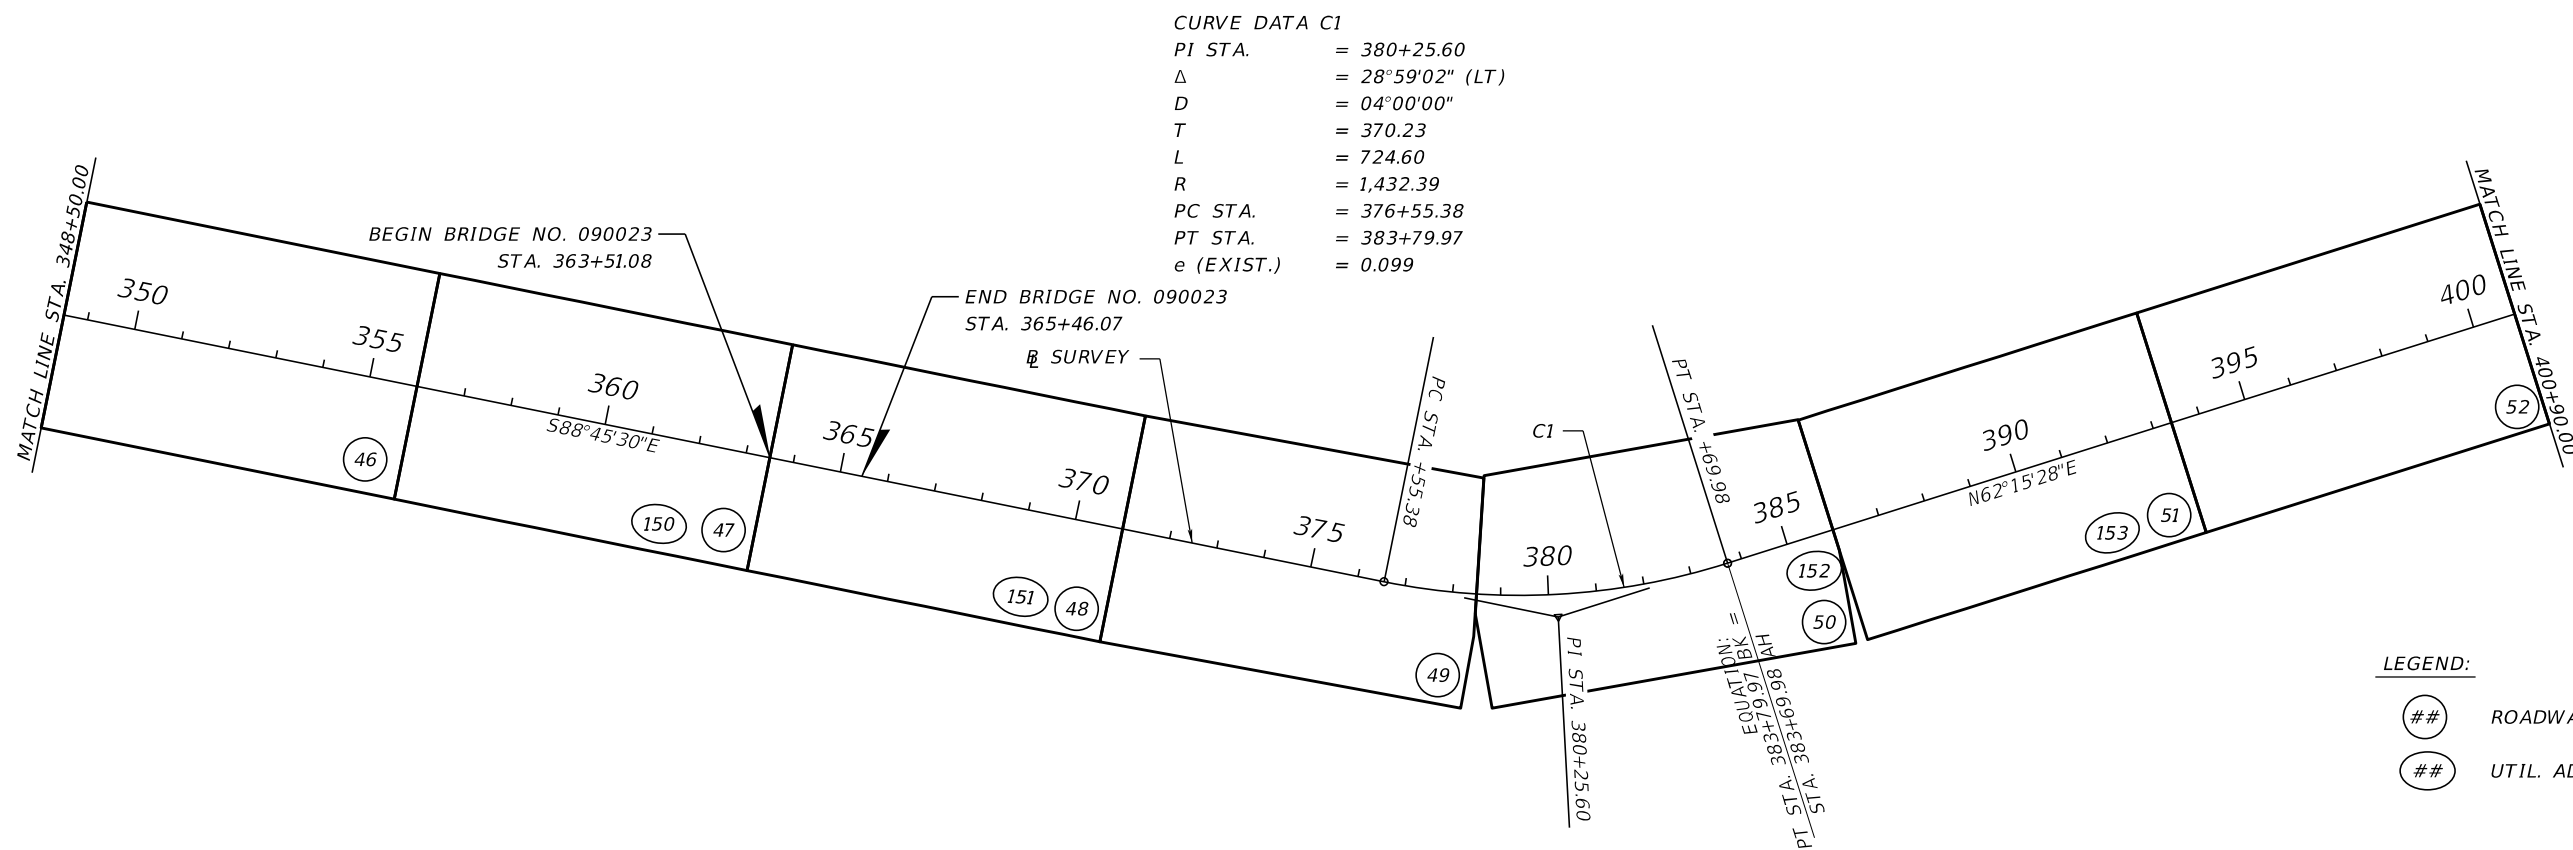 CURVE DATA C1
PI STA. = 380+25.60
Δ = 28°59'02" (LT)
D = 04°00'00"
T = 370.23
L = 724.60
R = 1,432.39
PC STA. = 376+55.38
PT STA. = 383+79.97
e (EXIST.) = 0.099
MATCH LINE STA. 348+50.00
BEGIN BRIDGE NO. 090023
STA. 363+51.08
END BRIDGE NO. 090023
STA. 365+46.07
B SURVEY
L
350
355
360
365
370
375
380
385
390
395
400
S88°45'30"E
N62°15'28"E
PC STA. +55.38
C1
PT STA. +69.98
PI STA. 380+25.60
EQUATION:
PT STA. 383+79.97 BK =
STA. 383+69.98 AH
MATCH LINE STA. 400+90.00
46
150
47
151
48
49
152
50
153
51
52
LEGEND:
## ROADWA
## UTIL.